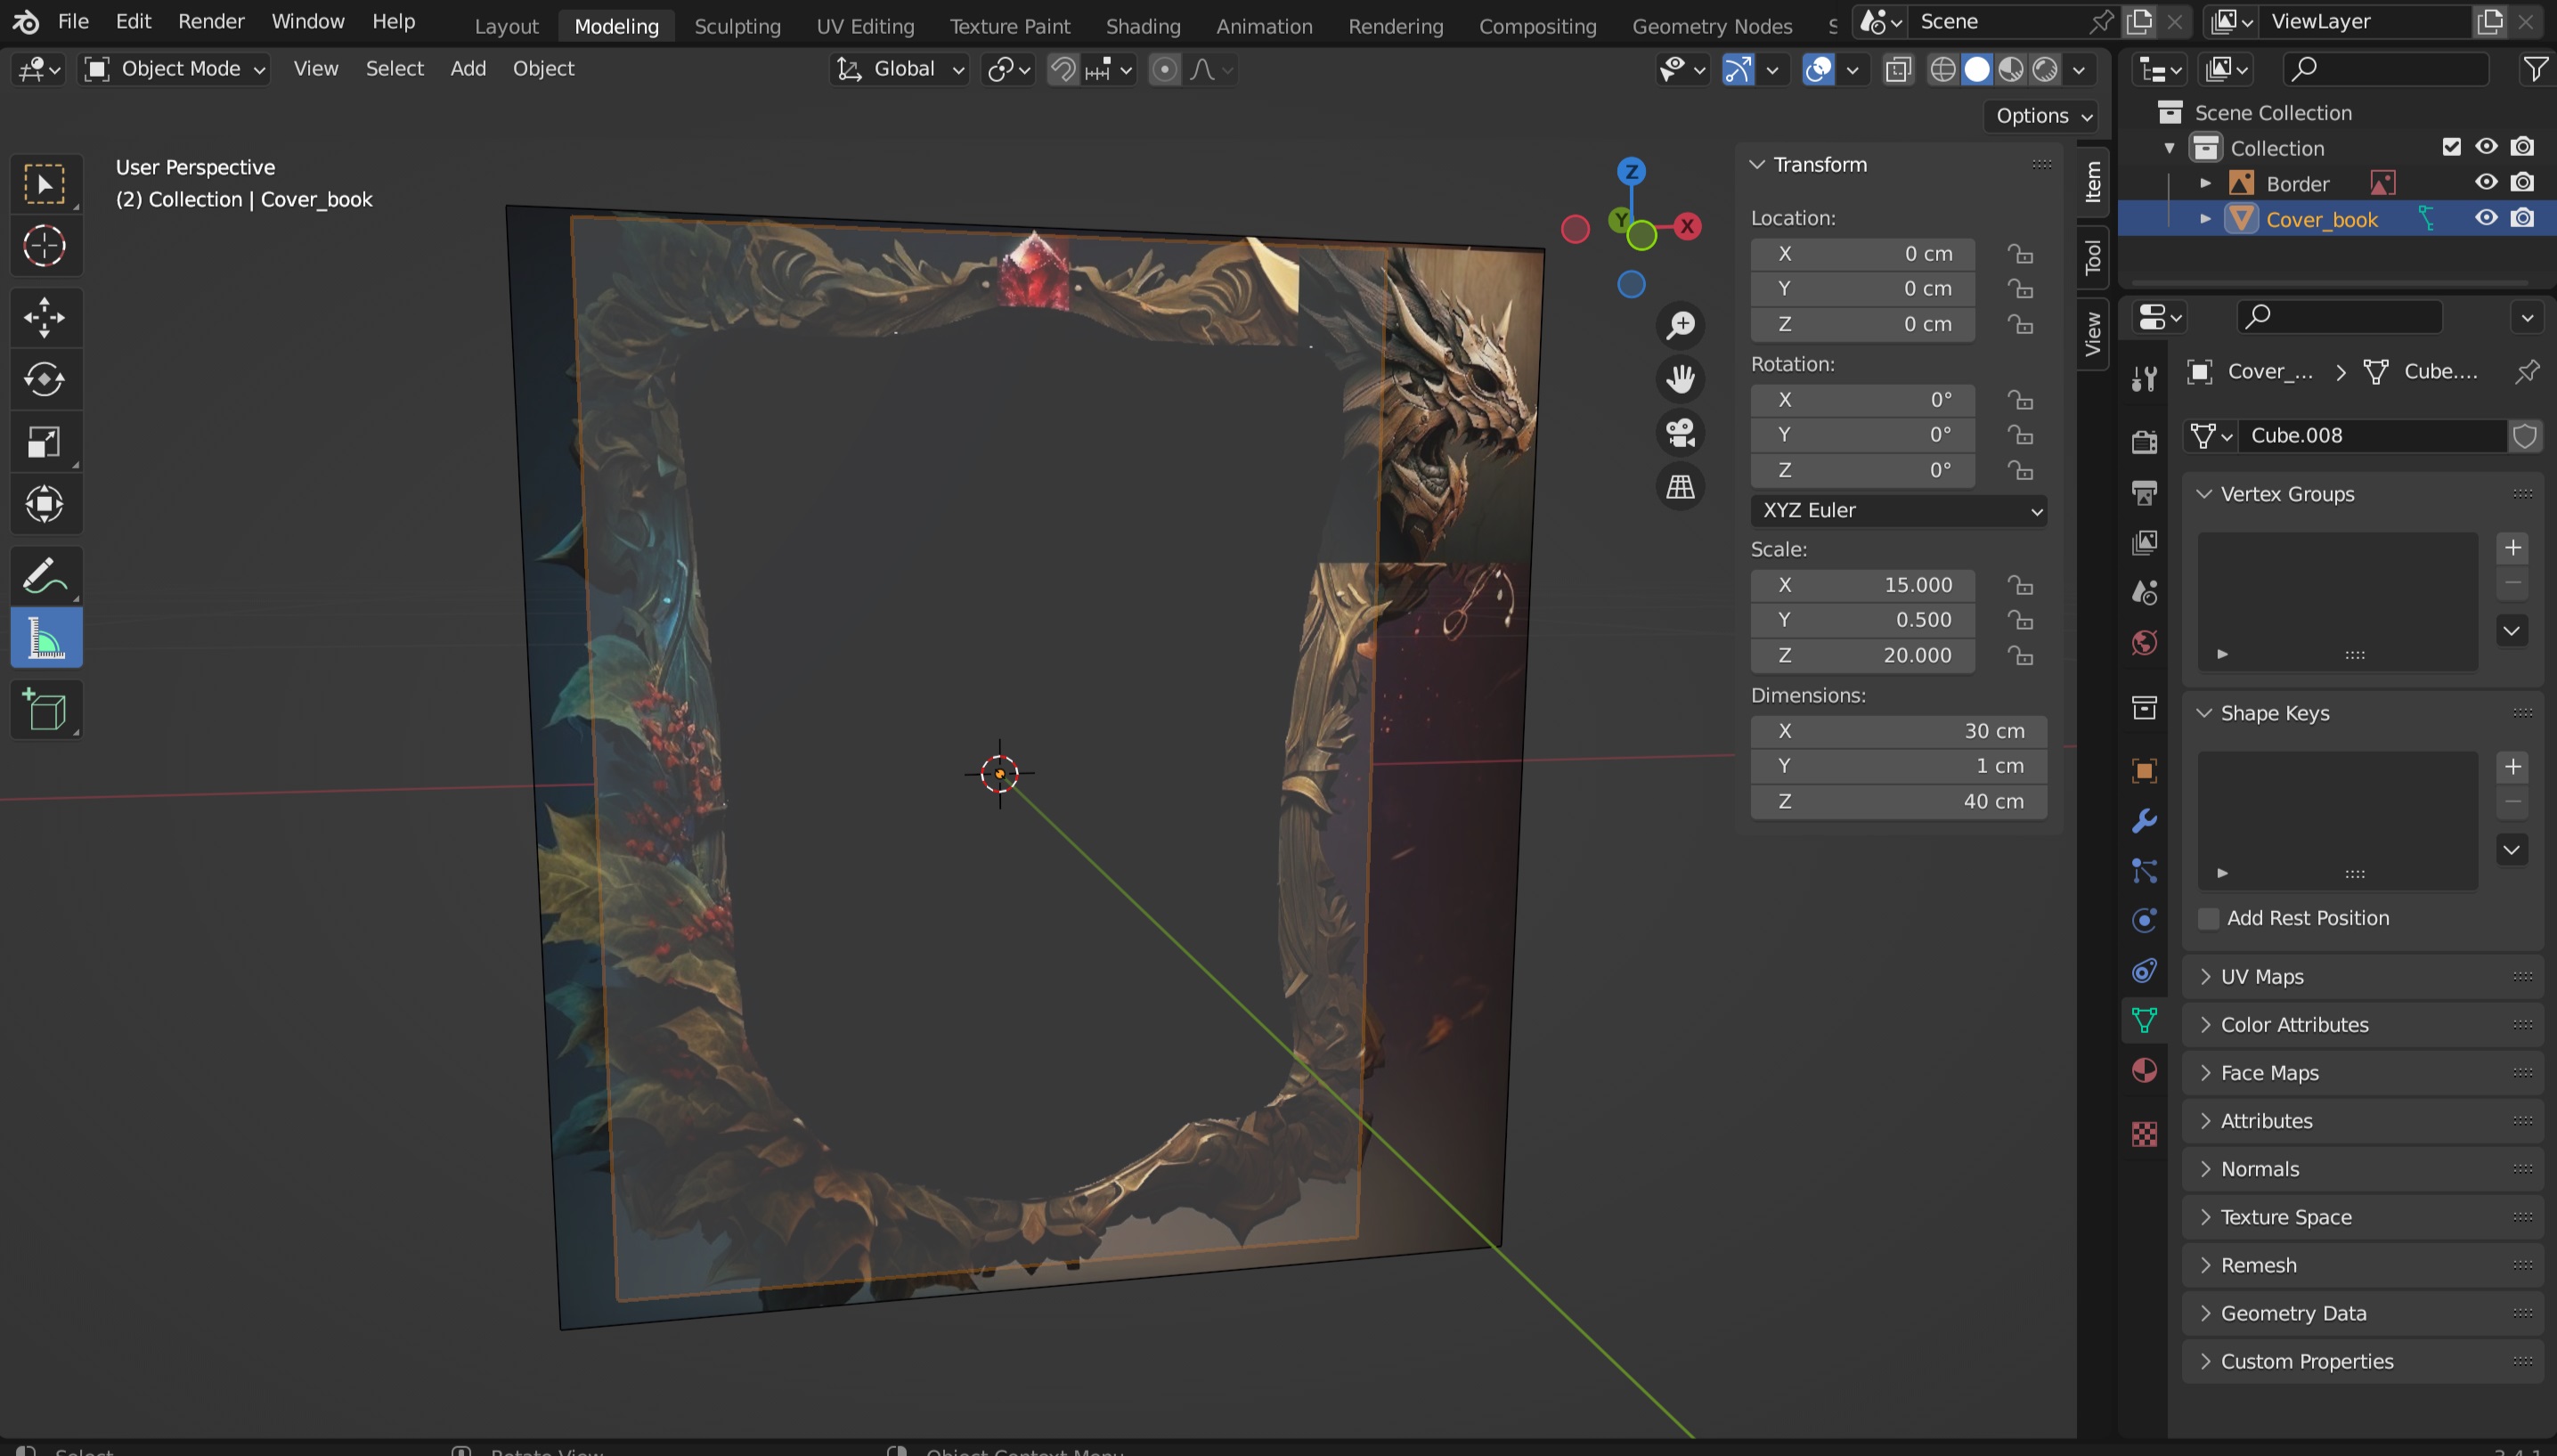 File Edit Render Window Help Layout Modeling Sculpting UV Editing Texture Paint Shading Animation Rendering Compositing Geometry Nodes Scene ViewLayer
Object Mode View Select Add Object Global
Options
User Perspective
(2) Collection | Cover_book
Z
Y
X
Transform
Location:
X 0 cm
Y 0 cm
Z 0 cm
Rotation:
X 0°
Y 0°
Z 0°
XYZ Euler
Scale:
X 15.000
Y 0.500
Z 20.000
Dimensions:
X 30 cm
Y 1 cm
Z 40 cm
Item
Tool
View
Scene Collection
Collection
Border
Cover_book
Cover_... Cube....
Cube.008
Vertex Groups
Shape Keys
Add Rest Position
UV Maps
Color Attributes
Face Maps
Attributes
Normals
Texture Space
Remesh
Geometry Data
Custom Properties
Select Rotate View Object Context Menu 3.4.1